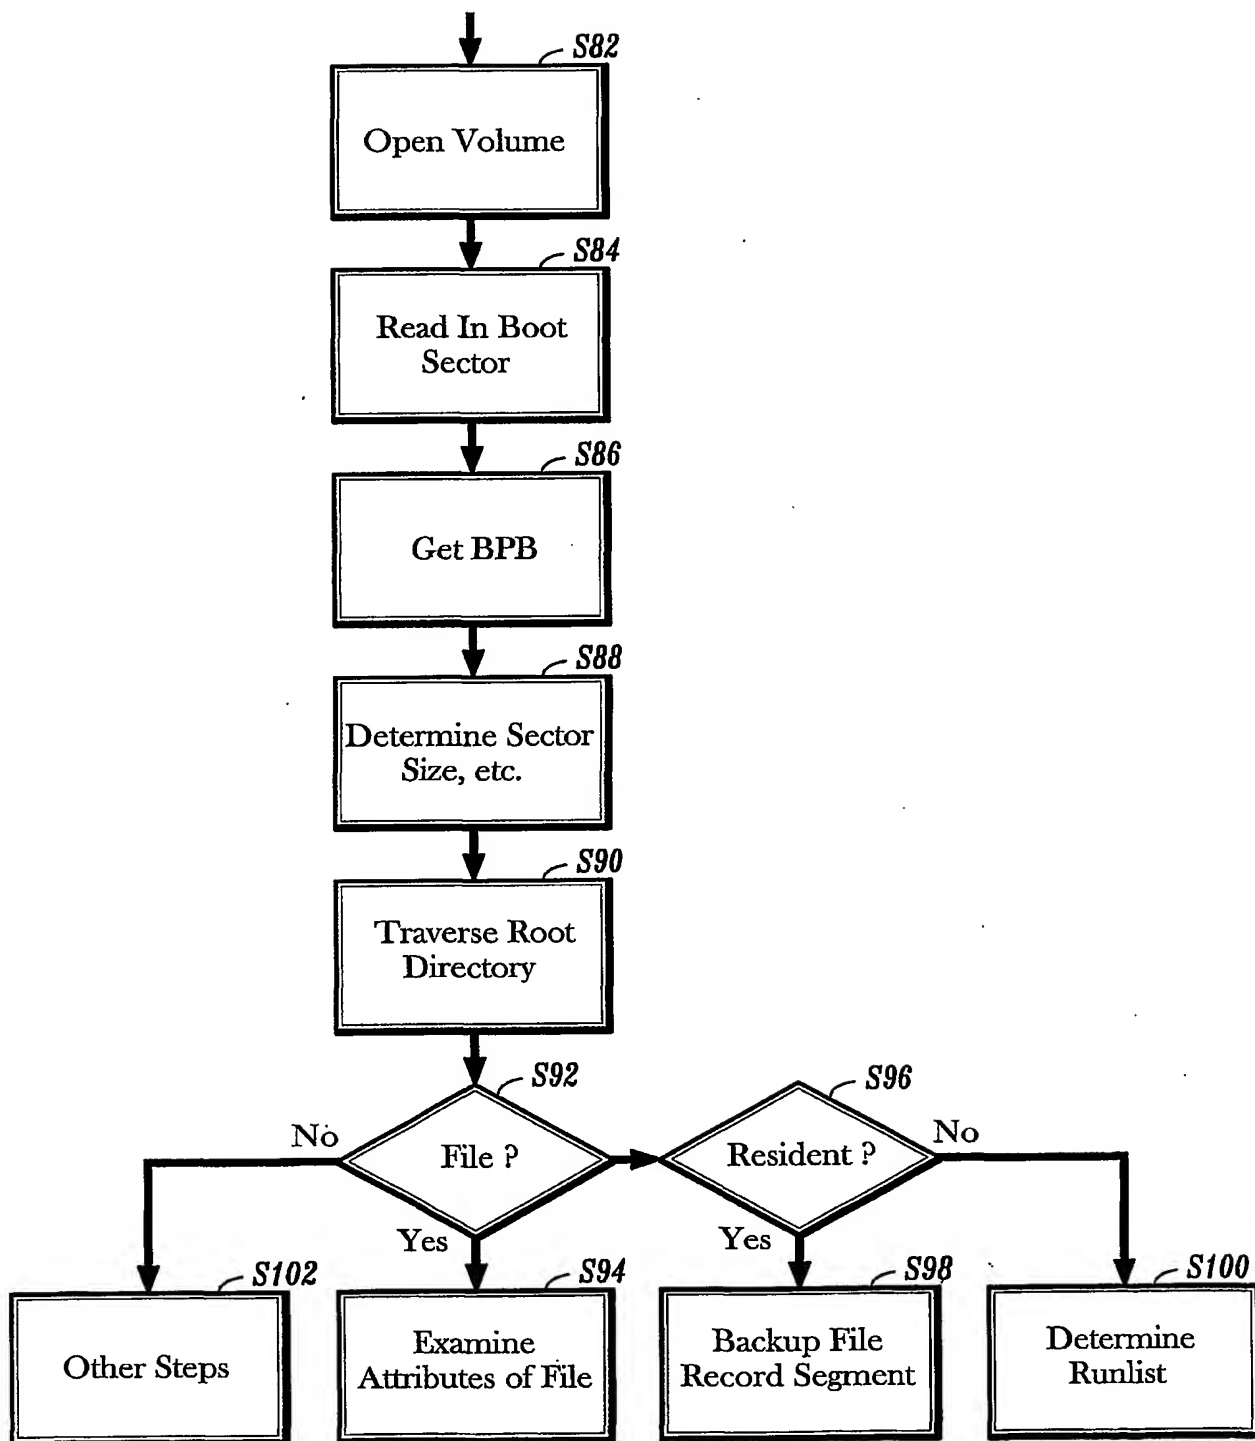 S82
Open Volume
S84
Read In Boot
Sector
S86
Get BPB
S88
Determine Sector
Size, etc.
S90
Traverse Root
Directory
S92
S96
No
File ?
Resident ?
No
Yes
Yes
S102
S94
S98
S100
Other Steps
Examine
Attributes of File
Backup File
Record Segment
Determine
Runlist